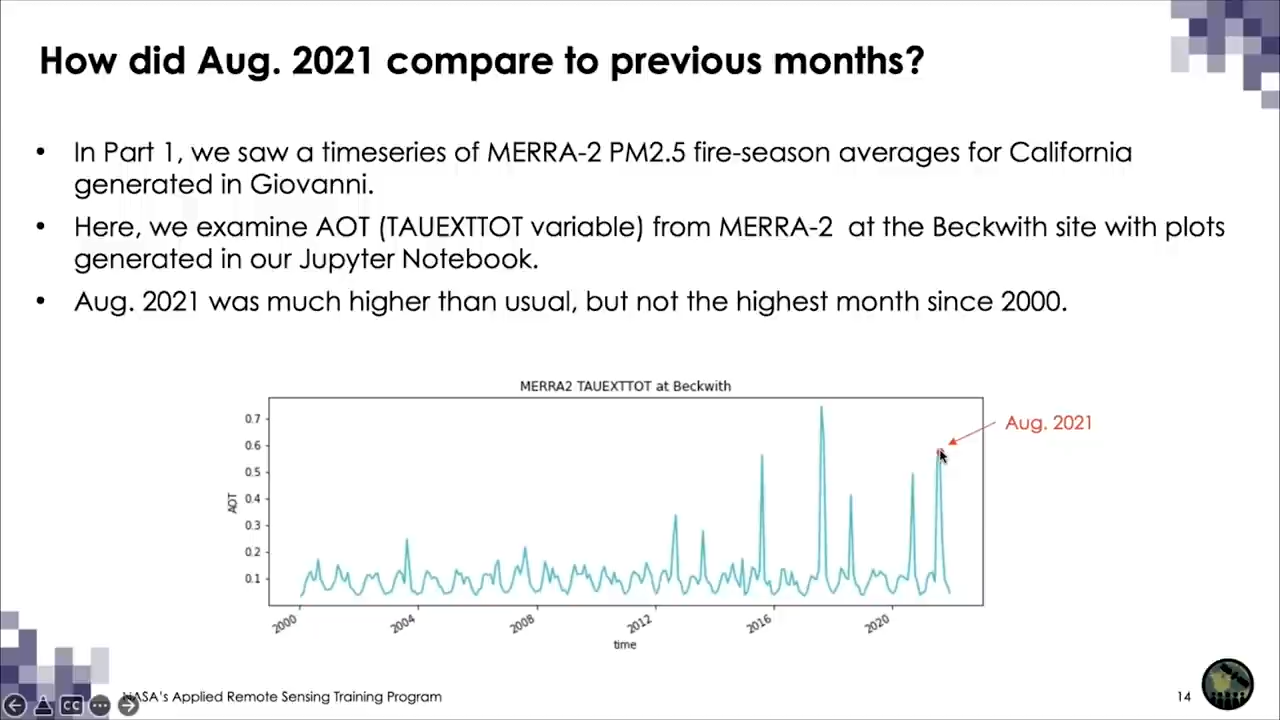 How did Aug. 2021 compare to previous months?
• In Part 1, we saw a timeseries of MERRA-2 PM2.5 fire-season averages for California
generated in Giovanni.
• Here, we examine AOT (TAUEXTTOT variable) from MERRA-2 at the Beckwith site with plots
generated in our Jupyter Notebook.
• Aug. 2021 was much higher than usual, but not the highest month since 2000.
MERRA2 TAUEXTTOT at Beckwith
Aug. 2021
0.7
0.6
0.5
0.4
0.3
0.2
0.1
AOT
2000
2004
2008
2012
2016
2020
time
NASA's Applied Remote Sensing Training Program
14
CC